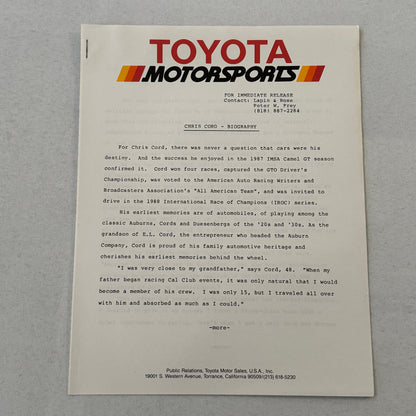 TOYOTA
MOTORSPORTS
FOR IMMEDIATE RELEASE
Contact: Lapin & Rose
Peter W. Frey
(818) 887-2284
CHRIS CORD - BIOGRAPHY
For Chris Cord, there was never a question that cars were his
destiny. And the success he enjoyed in the 1987 IMSA Camel GT season
confirmed it. Cord won four races, captured the GTO Driver's
Championship, was voted to the American Auto Racing Writers and
Broadcasters Association's "All American Team", and was invited to
drive in the 1988 International Race of Champions (IROC) series.
His earliest memories are of automobiles, of playing among the
classic Auburns, Cords and Duesenbergs of the '20s and '30s. As the
grandson of E.L. Cord, the entrepreneur who headed the Auburn
Company, Cord is proud of his family automotive heritage and
cherishes his earliest memories behind the wheel.
"I was very close to my grandfather," says Cord, 48. "When my
father began racing Cal Club events, it was only natural that I would
become a member of his crew. I was only 15, but I traveled all over
with him and absorbed as much as I could."
-more-
Public Relations, Toyota Motor Sales, U.S.A., Inc.
19001 S. Western Avenue, Torrance, California 90509/(213) 618-5230